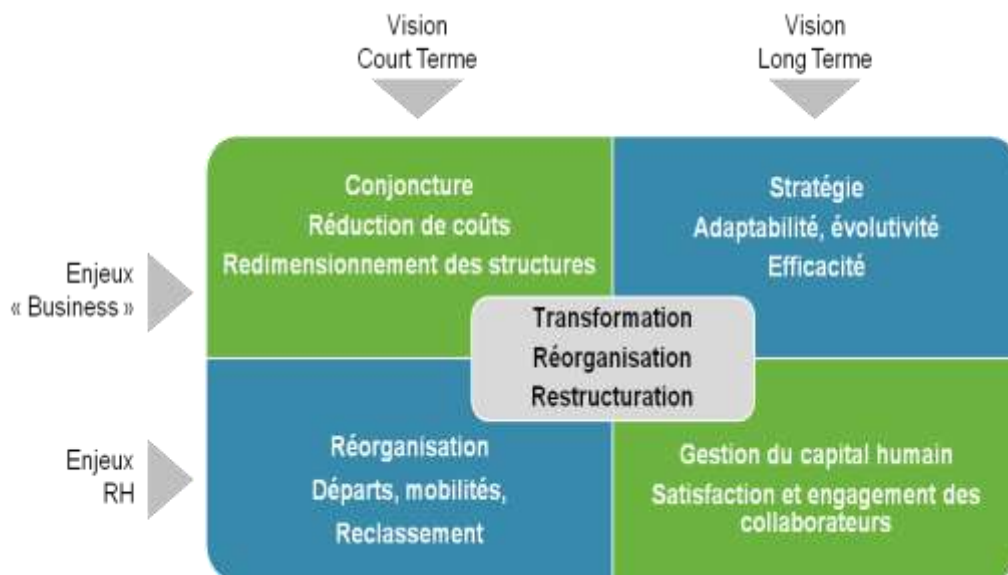 Vision
Court Terme
Vision
Long Terme
Enjeux
« Business »
Conjoncture
Réduction de coûts
Redimensionnement des structures
Stratégie
Adaptabilité, évolutivité
Efficacité
Transformation
Réorganisation
Restructuration
Enjeux
RH
Réorganisation
Départs, mobilités,
Reclassement
Gestion du capital humain
Satisfaction et engagement des
collaborateurs